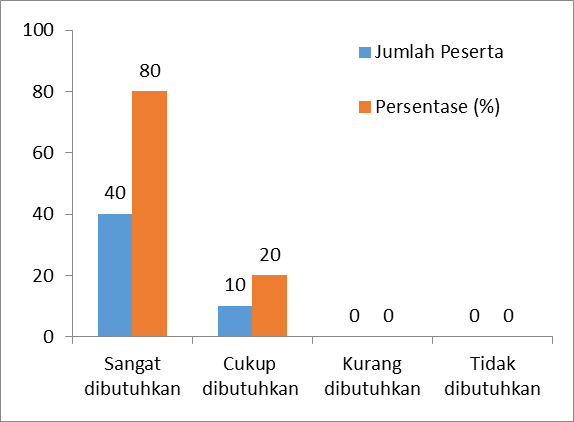 100
80
60
40
20
0
Jumlah Peserta
Persentase (%)
40
80
10
20
0
0
0
0
Sangat
dibutuhkan
Cukup
dibutuhkan
Kurang
dibutuhkan
Tidak
dibutuhkan